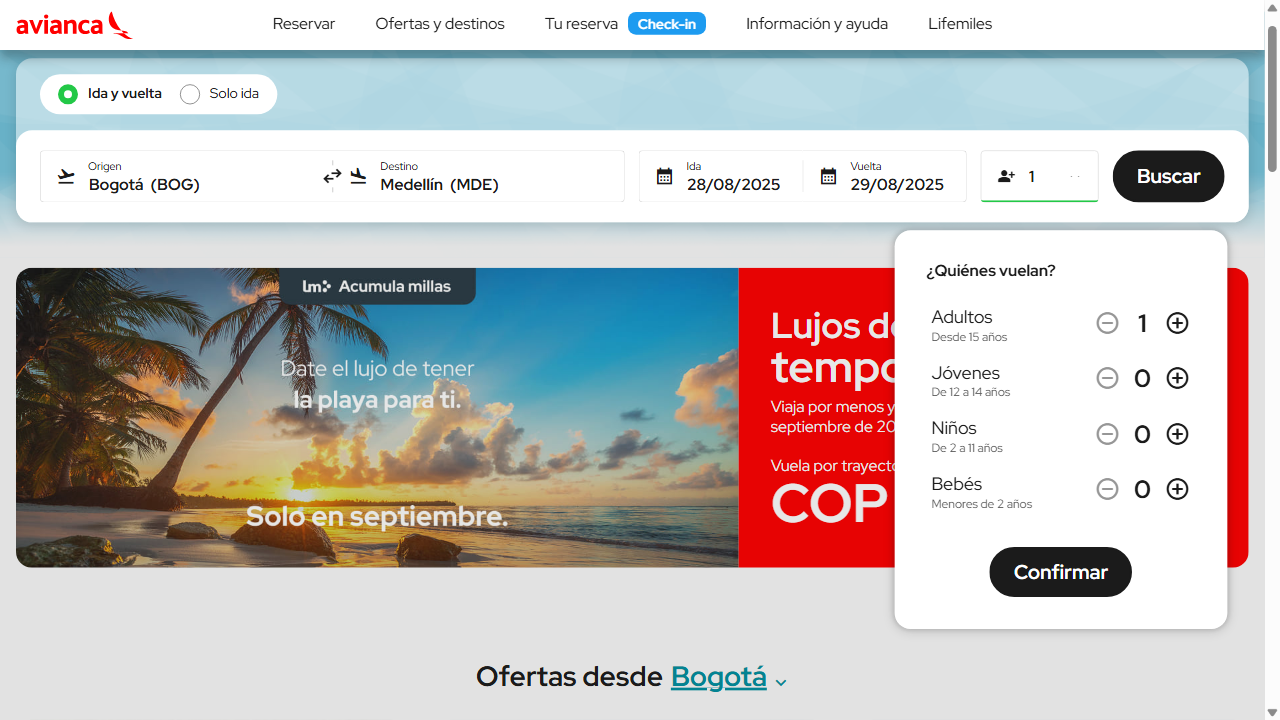 avianca
Reservar
Ofertas y destinos
Tu reserva
Check-in
Información y ayuda
Lifemiles
Ida y vuelta
Solo ida
Origen
Bogotá (BOG)
Destino
Medellín (MDE)
Ida
28/08/2025
Vuelta
29/08/2025
1
Buscar
¿Quiénes vuelan?
Adultos
Desde 15 años
1
Jóvenes
De 12 a 14 años
0
Niños
De 2 a 11 años
0
Bebés
Menores de 2 años
0
Confirmar
lm Acumula millas
Date el lujo de tener
la playa para ti.
Solo en septiembre.
Lujos de
tempo
Viaja por menos y
septiembre de 20
Vuela por trayecto
COP
Ofertas desde Bogotá